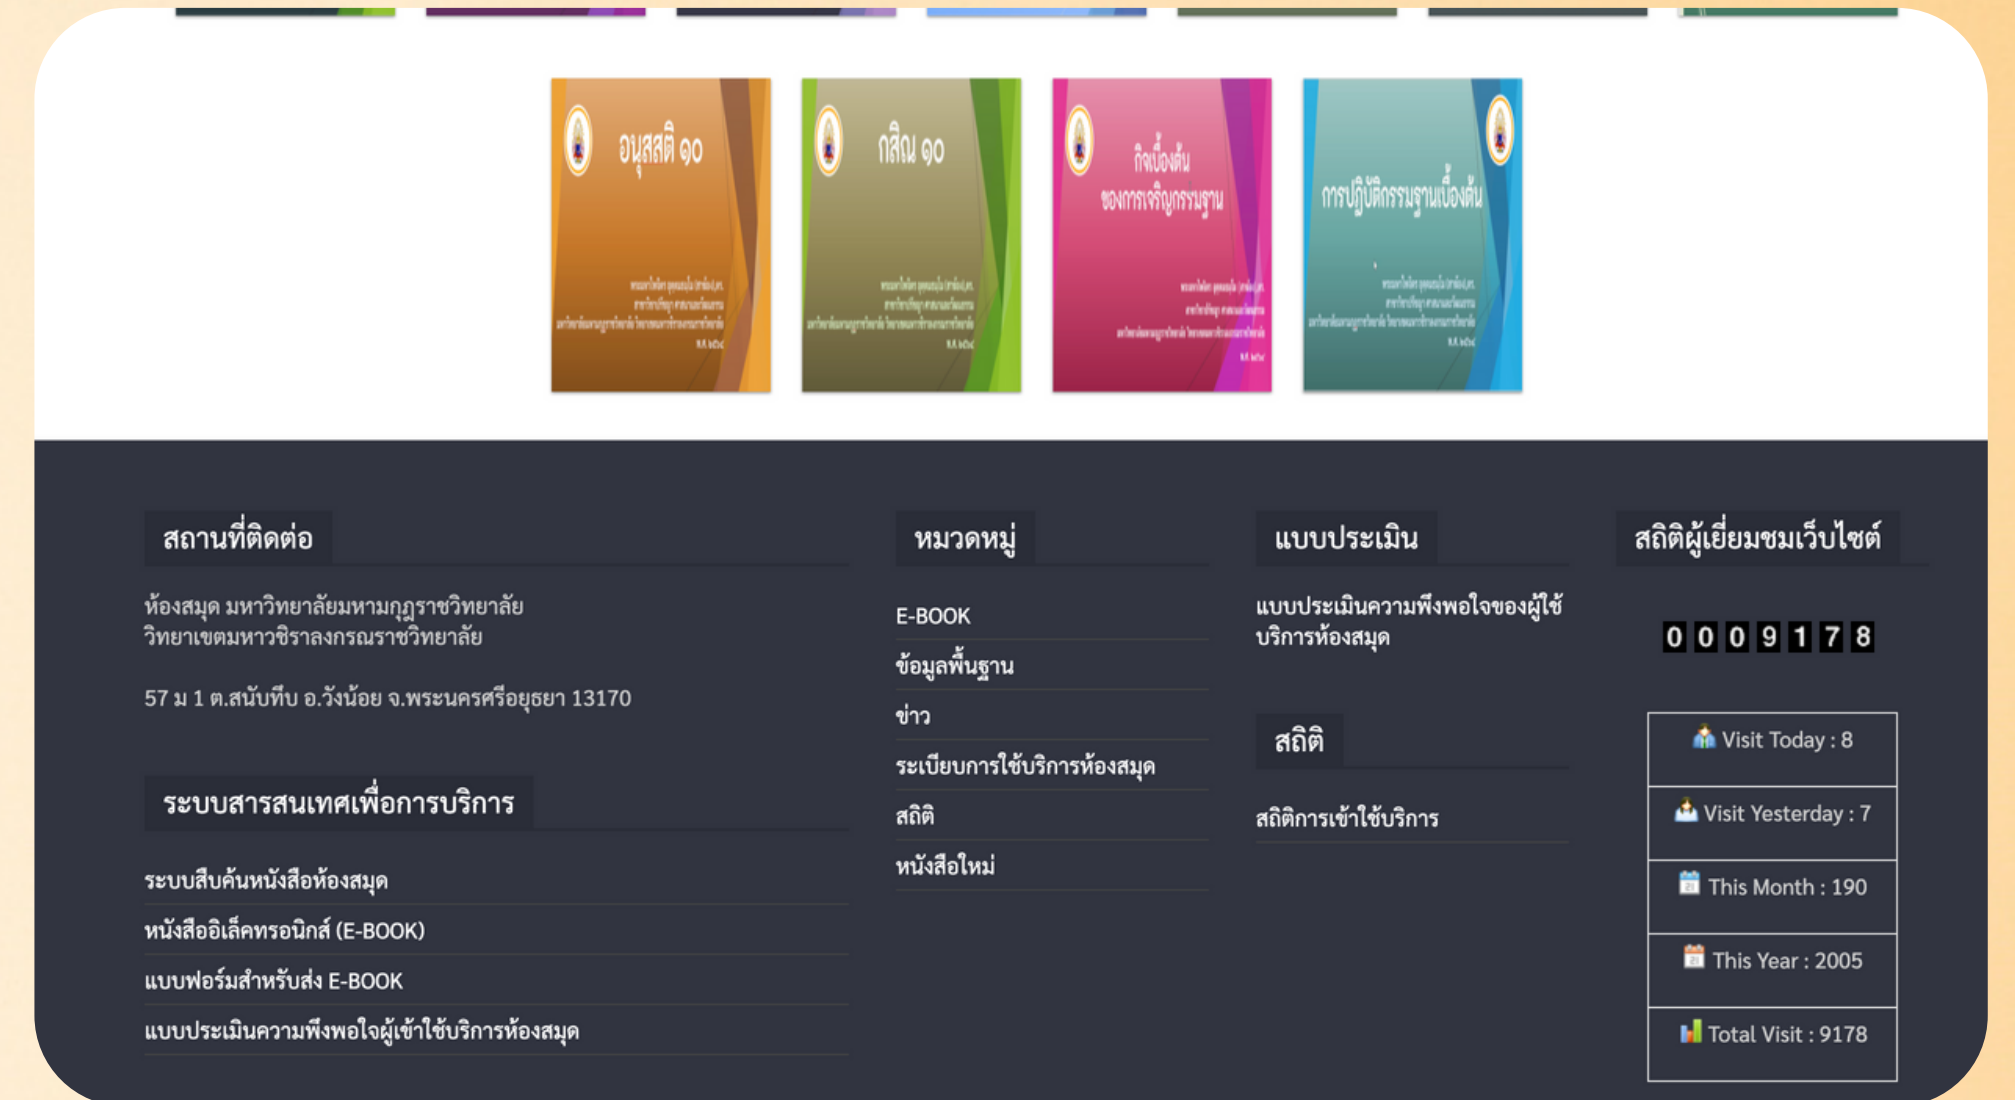 อนุสสติ ๑๐
กสิณ ๑๐
กิจเบื้องต้น
ของการเจริญกรรมฐาน
การปฏิบัติกรรมฐานเบื้องต้น
สถานที่ติดต่อ
ห้องสมุด มหาวิทยาลัยมหามกุฎราชวิทยาลัย
วิทยาเขตมหาวชิราลงกรณราชวิทยาลัย
57 ม 1 ต.สนับทึบ อ.วังน้อย จ.พระนครศรีอยุธยา 13170
ระบบสารสนเทศเพื่อการบริการ
ระบบสืบค้นหนังสือห้องสมุด
หนังสืออิเล็คทรอนิกส์ (E-BOOK)
แบบฟอร์มสำหรับส่ง E-BOOK
แบบประเมินความพึงพอใจผู้เข้าใช้บริการห้องสมุด
หมวดหมู่
E-BOOK
ข้อมูลพื้นฐาน
ข่าว
ระเบียบการใช้บริการห้องสมุด
สถิติ
หนังสือใหม่
แบบประเมิน
แบบประเมินความพึงพอใจของผู้ใช้
บริการห้องสมุด
สถิติ
สถิติการเข้าใช้บริการ
สถิติผู้เยี่ยมชมเว็บไซต์
0009178
Visit Today : 8
Visit Yesterday : 7
This Month : 190
This Year : 2005
Total Visit : 9178